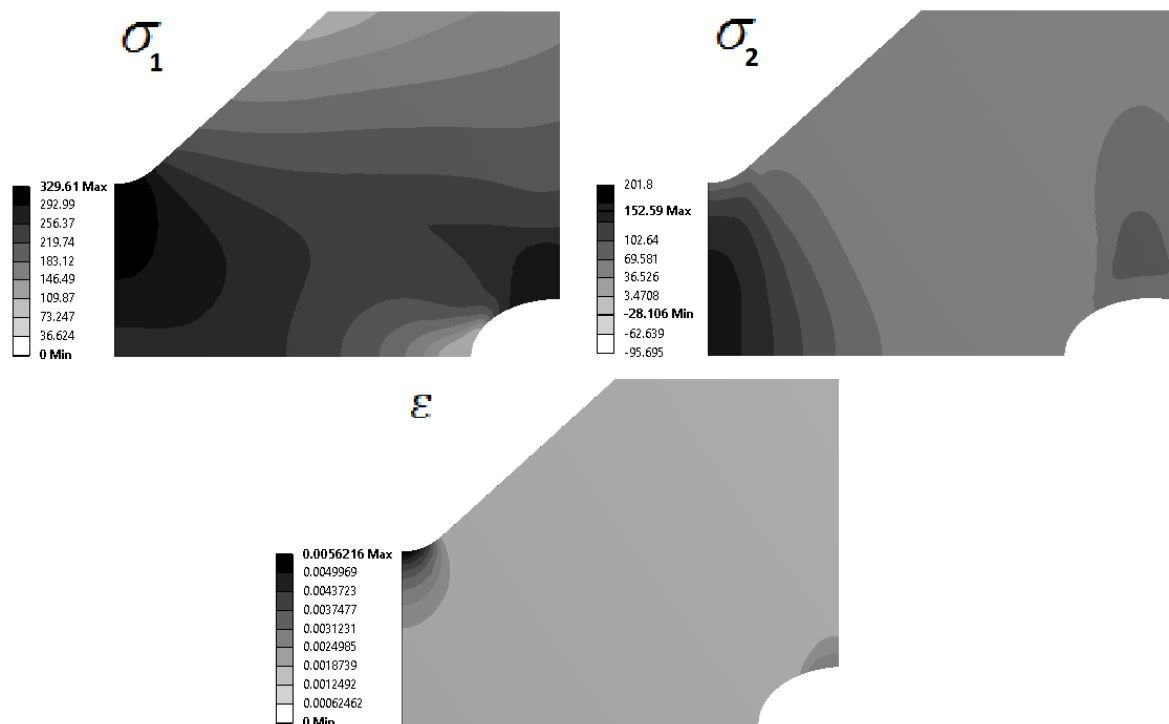 σ1
329.61 Max
292.99
256.37
219.74
183.12
146.49
109.87
73.247
36.624
0 Min
σ2
201.8
152.59 Max
102.64
69.581
36.526
3.4708
-28.106 Min
-62.639
-95.695
ε
0.0056216 Max
0.0049969
0.0043723
0.0037477
0.0031231
0.0024985
0.0018739
0.0012492
0.00062462
0 Min